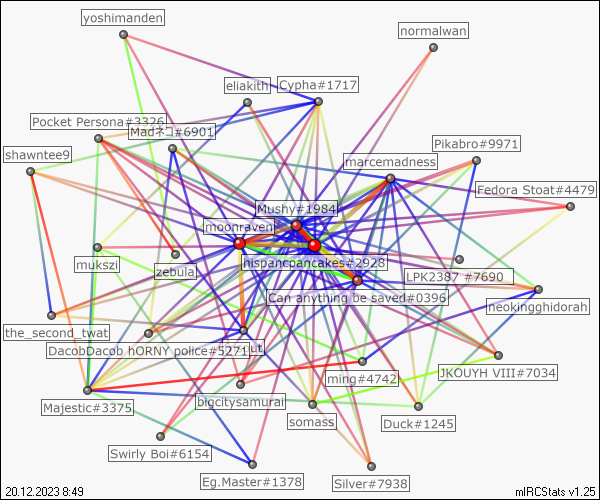 yoshimanden
normalwan
eliakith
Cypha#1717
Pocket Persona#3326
Madネコ#6901
Pikabro#9971
shawntee9
marcemadness
Fedora Stoat#4479
Mushy#1984
moonraven
hispancpancakes#2928
mukszi
zebula
LPK2387 #7690
Can anything be saved#0396
neokingghidorah
the_second_twat
DacobDacob hORNY police#5271
ut
JKOUYH VIII#7034
ming#4742
Majestic#3375
bigcitysamurai
somass
Duck#1245
Swirly Boi#6154
Eg.Master#1378
Silver#7938
20.12.2023 8:49
mIRCStats v1.25